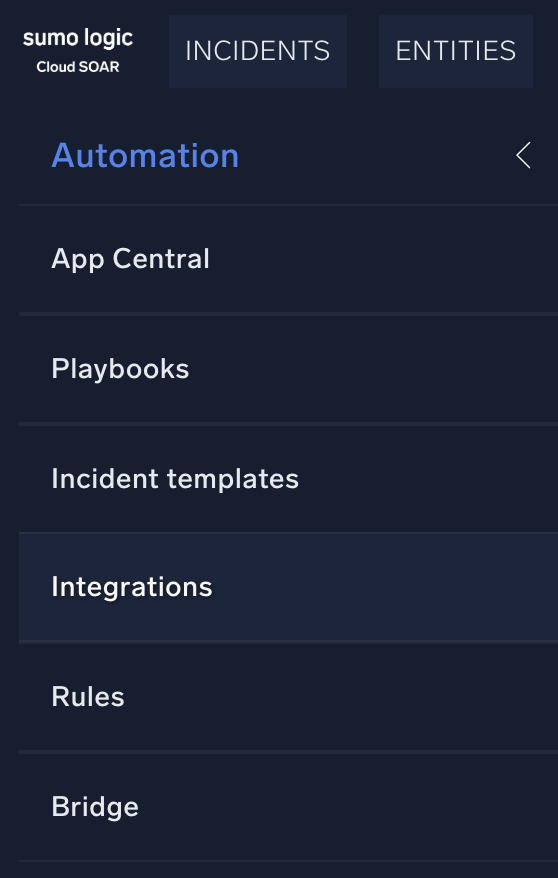 sumo logic
Cloud SOAR
INCIDENTS
ENTITIES
Automation
App Central
Playbooks
Incident templates
Integrations
Rules
Bridge